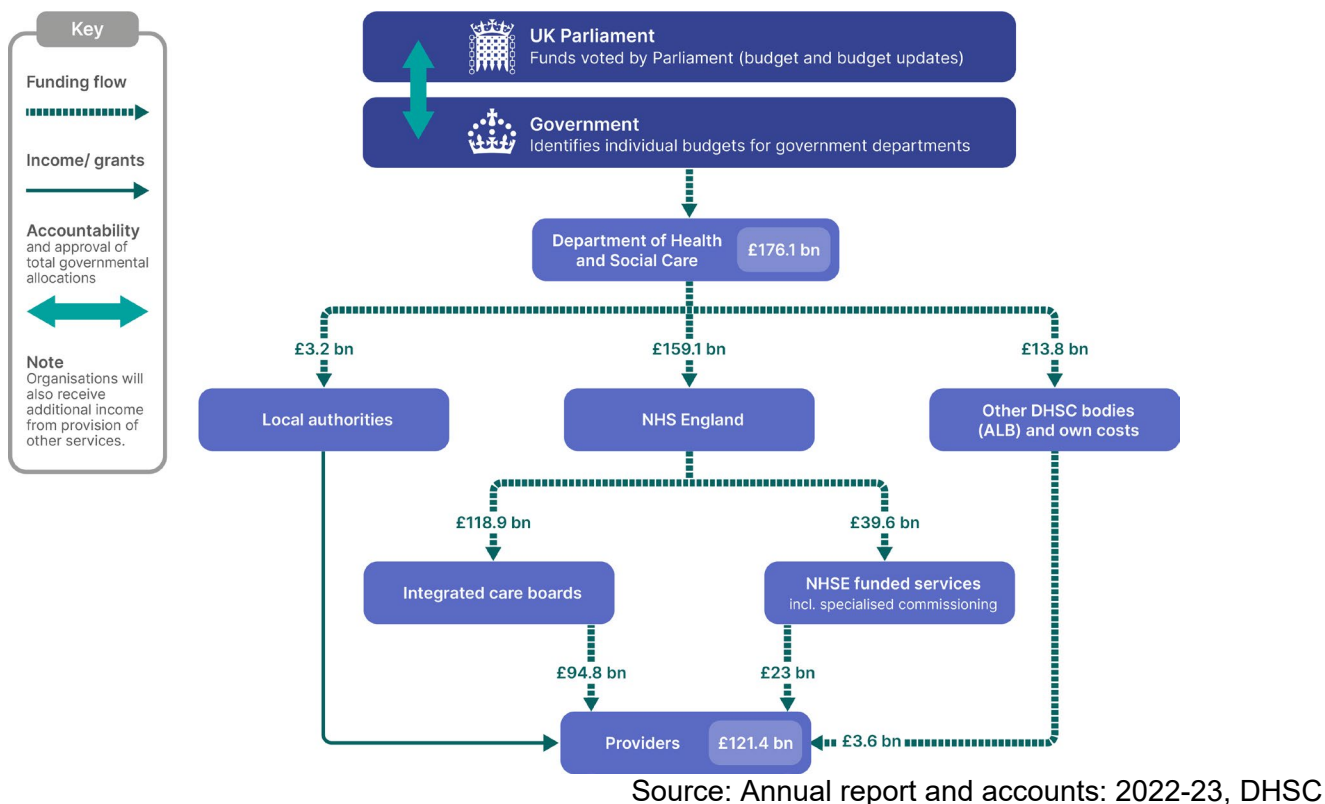 Key
Funding flow
Income/ grants
Accountability
and approval of
total governmental
allocations
Note
Organisations will
also receive
additional income
from provision of
other services.
UK Parliament
Funds voted by Parliament (budget and budget updates)
Government
Identifies individual budgets for government departments
Department of Health
and Social Care
£176.1 bn
£3.2 bn
£159.1 bn
£13.8 bn
Local authorities
NHS England
Other DHSC bodies
(ALB) and own costs
£118.9 bn
£39.6 bn
Integrated care boards
NHSE funded services
incl. specialised commissioning
£94.8 bn
£23 bn
Providers
£121.4 bn
£3.6 bn
Source: Annual report and accounts: 2022-23, DHSC